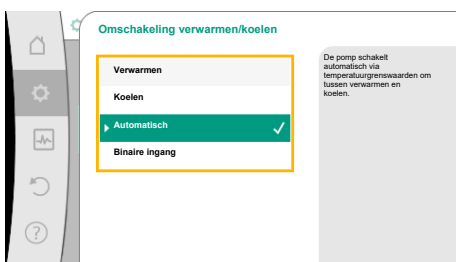 Omschakeling verwarmen/koelen
Verwarmen
Koelen
Automatisch
Binaire ingang
De pomp schakelt
automatisch via
temperatuurgrenswaarden om
tussen verwarmen en
koelen.
?